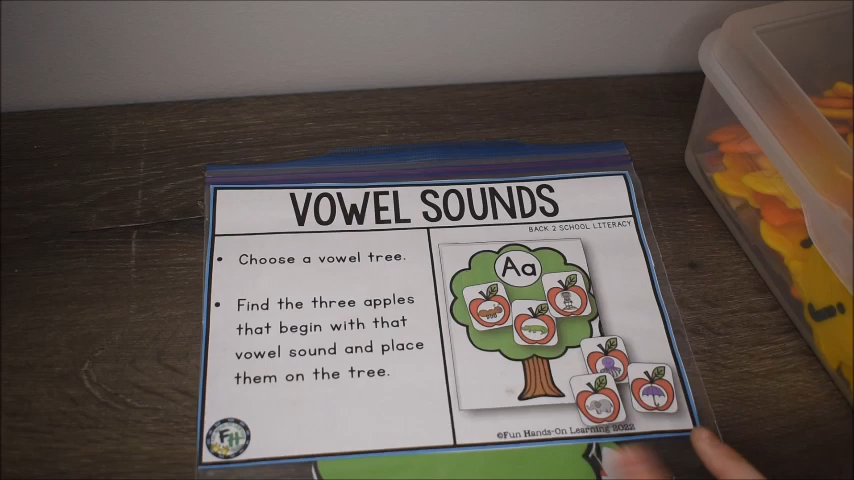 VOWEL SOUNDS
BACK 2 SCHOOL LITERACY
• Choose a vowel tree.
• Find the three apples
that begin with that
vowel sound and place
them on the tree.
Aa
©Fun Hands-On Learning 2022
FH